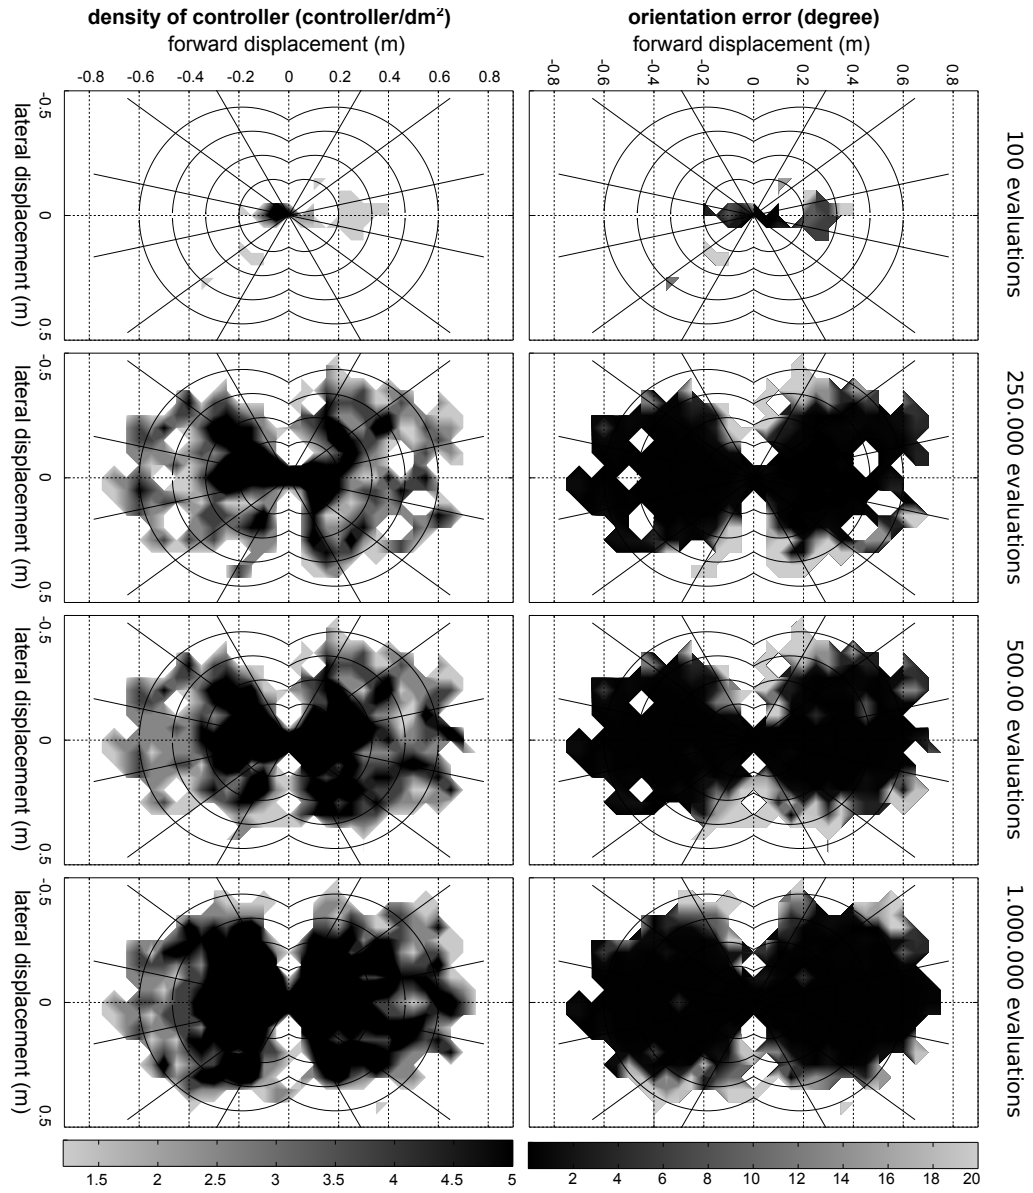 density of controller (controller/dm²)
forward displacement (m)
-0.8 -0.6 -0.4 -0.2 0 0.2 0.4 0.6 0.8
orientation error (degree)
forward displacement (m)
-0.8 -0.6 -0.4 -0.2 0 0.2 0.4 0.6 0.8
-0.5 0 0.5
lateral displacement (m)
100 evaluations
-0.5 0 0.5
lateral displacement (m)
250.000 evaluations
-0.5 0 0.5
lateral displacement (m)
500.00 evaluations
-0.5 0 0.5
lateral displacement (m)
1.000.000 evaluations
1.5 2 2.5 3 3.5 4 4.5 5
2 4 6 8 10 12 14 16 18 20